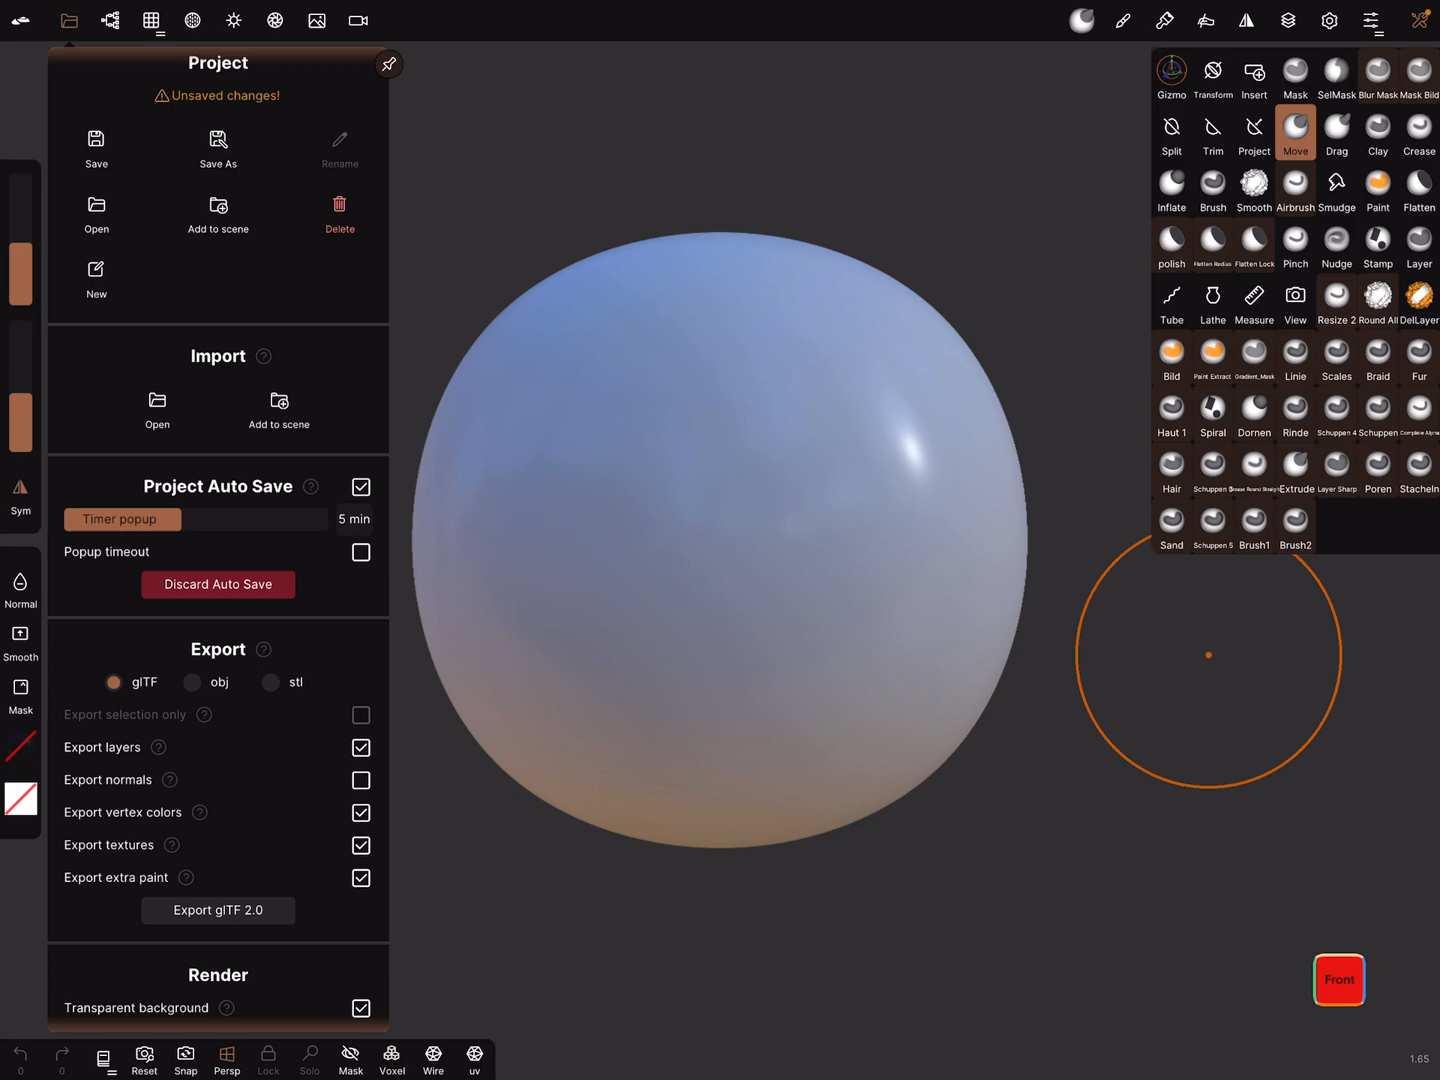 Project
Unsaved changes!
Save
Save As
Rename
Open
Add to scene
Delete
New
Import
Open
Add to scene
Project Auto Save
Timer popup
5 min
Popup timeout
Discard Auto Save
Export
glTF obj stl
Export selection only
Export layers
Export normals
Export vertex colors
Export textures
Export extra paint
Export glTF 2.0
Render
Transparent background
Sym
Normal
Smooth
Mask
0 0 Reset Snap Persp Lock Solo Mask Voxel Wire uv
Gizmo Transform Insert Mask SelMask Blur Mask Mask Bild
Split Trim Project Move Drag Clay Crease
Inflate Brush Smooth Airbrush Smudge Paint Flatten
polish Flatten Radius Flatten Lock Pinch Nudge Stamp Layer
Tube Lathe Measure View Resize 2 Round All DelLayer
Bild Paint Extract Gradient_Mask Linie Scales Braid Fur
Haut 1 Spiral Dornen Rinde Schuppen 4 Schuppen
Hair Extrude Layer Sharp Poren Stacheln
Sand Schuppen 5 Brush1 Brush2
Front
1.65